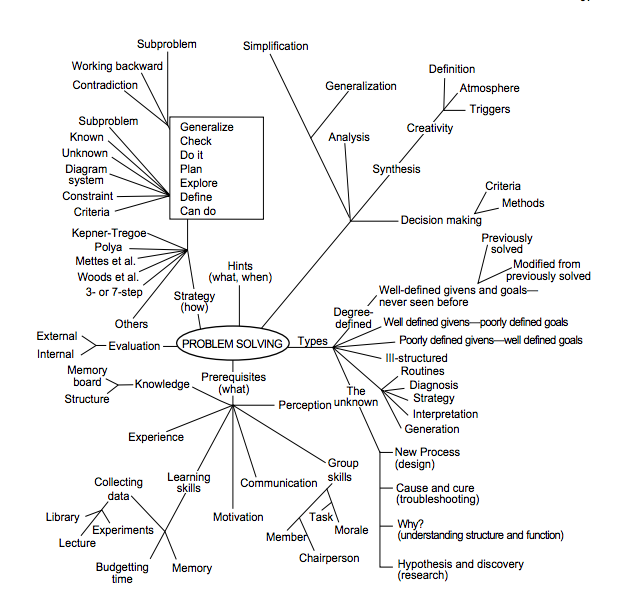 Subproblem
Simplification
Working backward
Contradiction
Definition
Generalization
Atmosphere
Triggers
Subproblem
Known
Unknown
Diagram
system
Constraint
Criteria
Generalize
Check
Do it
Plan
Explore
Define
Can do
Analysis
Creativity
Synthesis
Criteria
Methods
Decision making
Kepner-Tregoe
Polya
Mettes et al.
Woods et al.
3- or 7-step
Others
Strategy
(how)
Hints
(what, when)
Previously
solved
Modified from
previously solved
Well-defined givens and goals—
never seen before
Degree-
defined
Well defined givens—poorly defined goals
Poorly defined givens—well defined goals
Ill-structured
External
Internal
Evaluation
PROBLEM SOLVING
Types
Memory
board
Structure
Knowledge
Prerequisites
(what)
Perception
The
unknown
Routines
Diagnosis
Strategy
Interpretation
Generation
Experience
Learning
skills
Communication
Group
skills
New Process
(design)
Collecting
data
Cause and cure
(troubleshooting)
Library
Lecture
Experiments
Motivation
Task
Morale
Member
Chairperson
Why?
(understanding structure and function)
Budgetting
time
Memory
Hypothesis and discovery
(research)